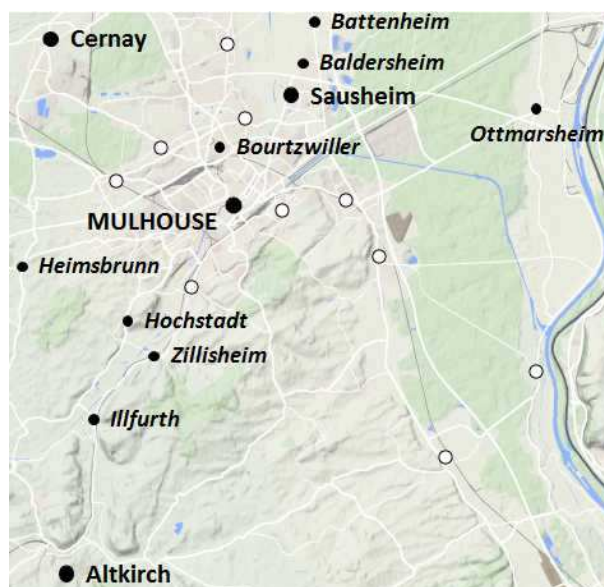 Battenheim
Cernay
Baldersheim
Sausheim
Ottmarsheim
Bourtzwiller
MULHOUSE
Heimsbrunn
Hochstadt
Zillisheim
Illfurth
Altkirch